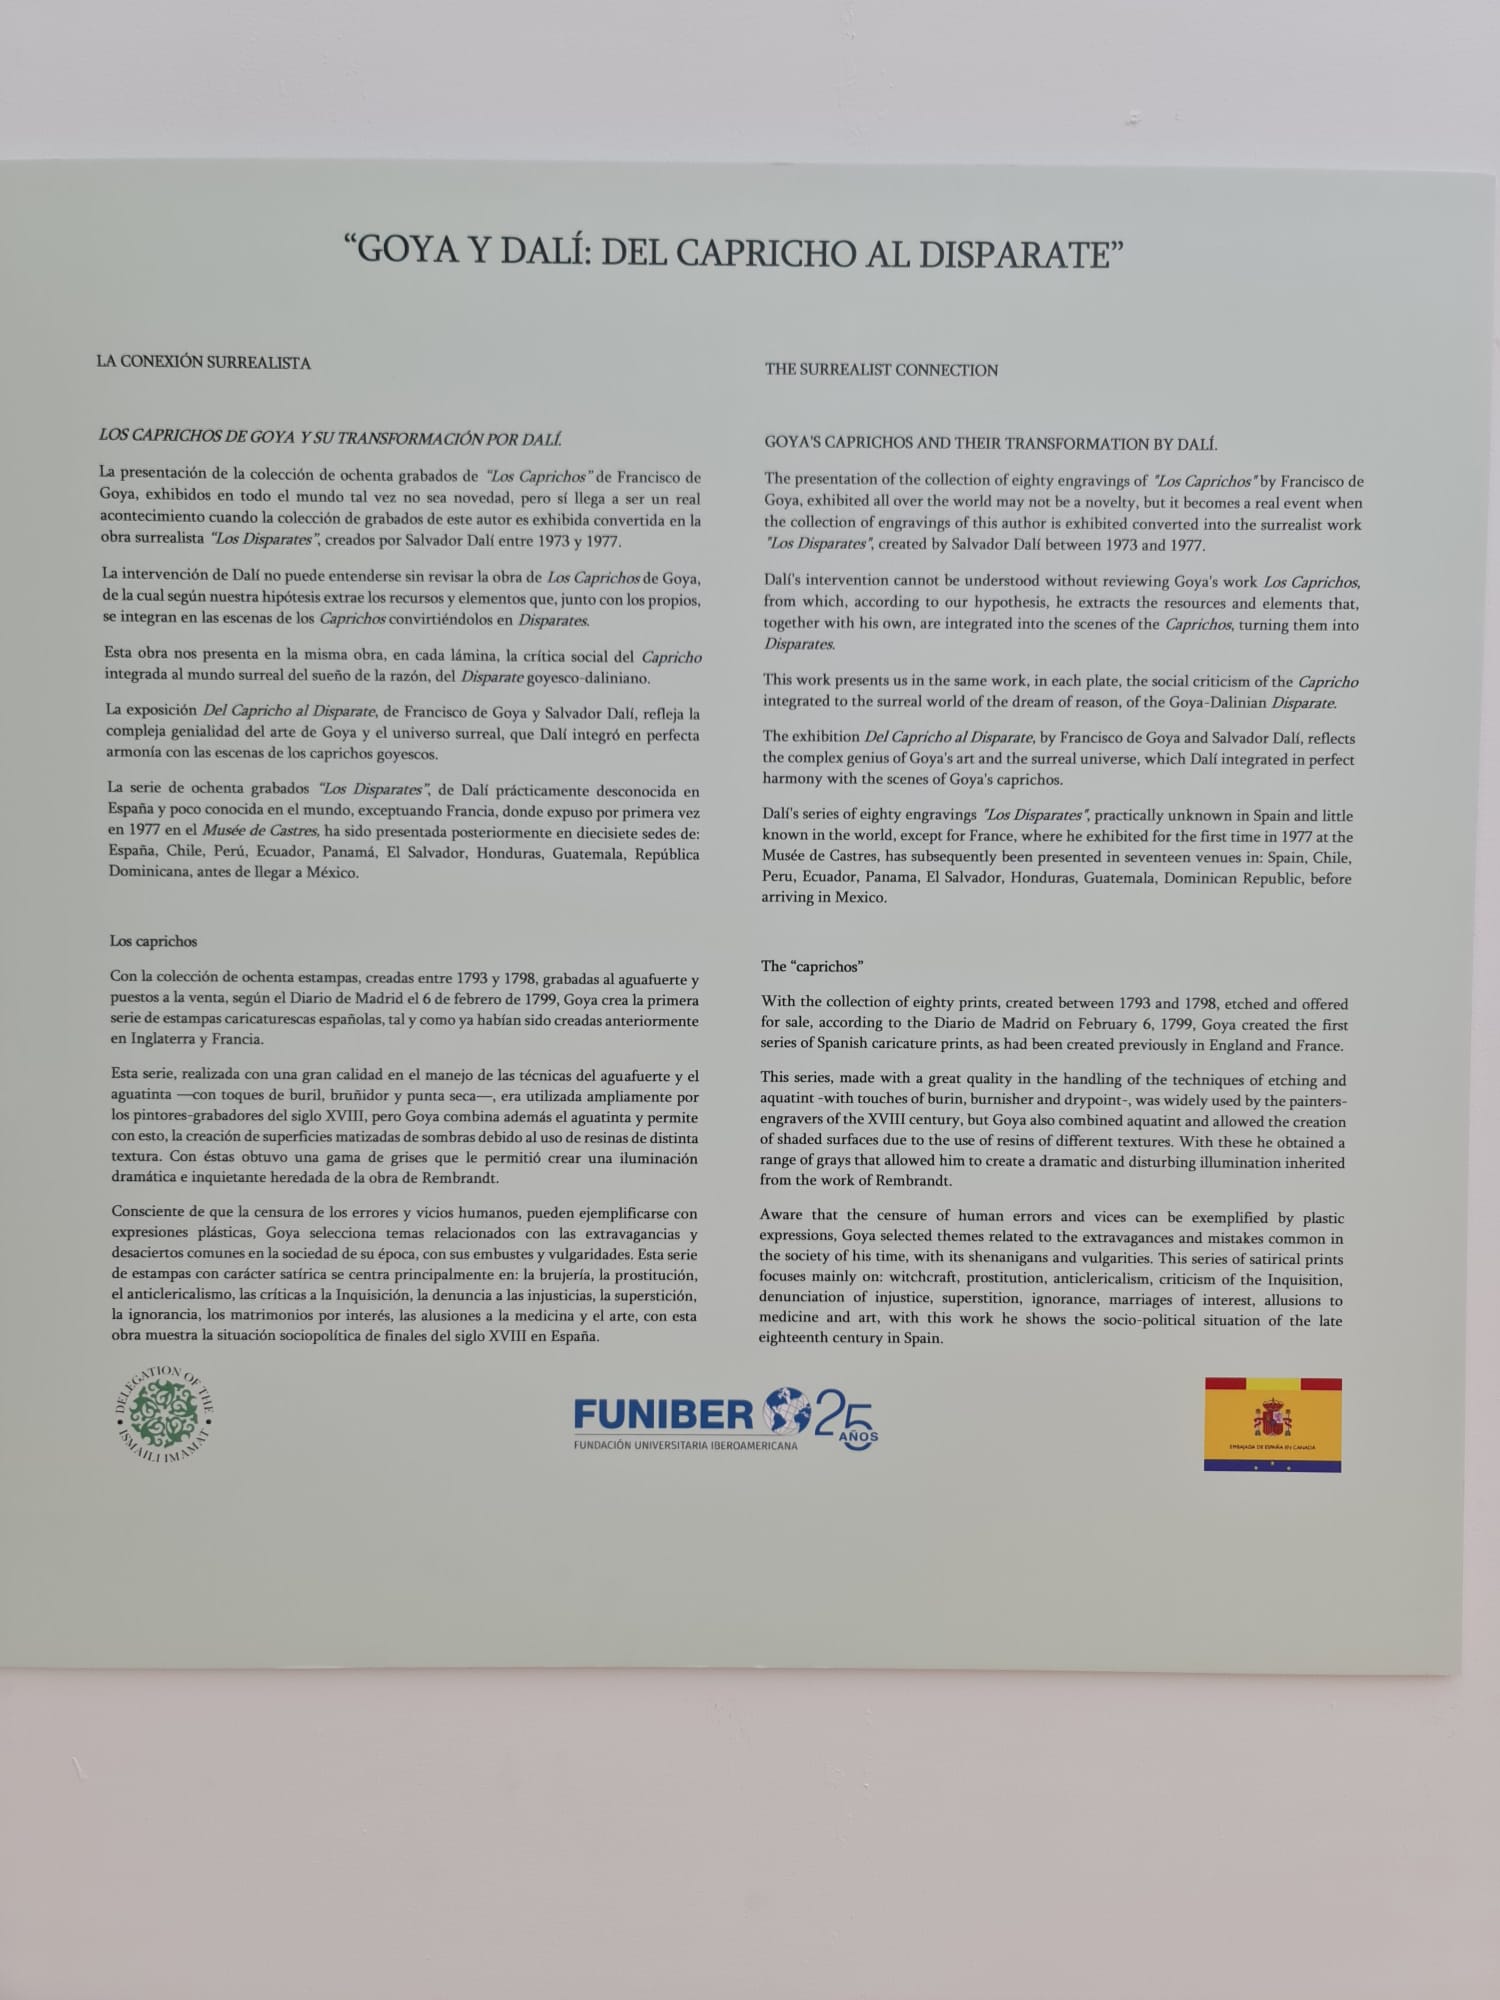 “GOYA Y DALÍ: DEL CAPRICHO AL DISPARATE”
LA CONEXIÓN SURREALISTA
LOS CAPRICHOS DE GOYA Y SU TRANSFORMACIÓN POR DALÍ.
La presentación de la colección de ochenta grabados de “Los Caprichos” de Francisco de
Goya, exhibidos en todo el mundo tal vez no sea novedad, pero sí llega a ser un real
acontecimiento cuando la colección de grabados de este autor es exhibida convertida en la
obra surrealista “Los Disparates”, creados por Salvador Dalí entre 1973 y 1977.
La intervención de Dalí no puede entenderse sin revisar la obra de Los Caprichos de Goya,
de la cual según nuestra hipótesis extrae los recursos y elementos que, junto con los propios,
se integran en las escenas de los Caprichos convirtiéndolos en Disparates.
Esta obra nos presenta en la misma obra, en cada lámina, la crítica social del Capricho
integrada al mundo surreal del sueño de la razón, del Disparate goyesco-daliniano.
La exposición Del Capricho al Disparate, de Francisco de Goya y Salvador Dalí, refleja la
compleja genialidad del arte de Goya y el universo surreal, que Dalí integró en perfecta
armonía con las escenas de los caprichos goyescos.
La serie de ochenta grabados “Los Disparates”, de Dalí prácticamente desconocida en
España y poco conocida en el mundo, exceptuando Francia, donde expuso por primera vez
en 1977 en el Musée de Castres, ha sido presentada posteriormente en diecisiete sedes de:
España, Chile, Perú, Ecuador, Panamá, El Salvador, Honduras, Guatemala, República
Dominicana, antes de llegar a México.
Los caprichos
Con la colección de ochenta estampas, creadas entre 1793 y 1798, grabadas al aguafuerte y
puestos a la venta, según el Diario de Madrid el 6 de febrero de 1799, Goya crea la primera
serie de estampas caricaturescas españolas, tal y como ya habían sido creadas anteriormente
en Inglaterra y Francia.
Esta serie, realizada con una gran calidad en el manejo de las técnicas del aguafuerte y el
aguatinta —con toques de buril, bruñidor y punta seca—, era utilizada ampliamente por
los pintores-grabadores del siglo XVIII, pero Goya combina además el aguatinta y permite
con esto, la creación de superficies matizadas de sombras debido al uso de resinas de distinta
textura. Con éstas obtuvo una gama de grises que le permitió crear una iluminación
dramática e inquietante heredada de la obra de Rembrandt.
Consciente de que la censura de los errores y vicios humanos, pueden ejemplificarse con
expresiones plásticas, Goya selecciona temas relacionados con las extravagancias y
desaciertos comunes en la sociedad de su época, con sus embustes y vulgaridades. Esta serie
de estampas con carácter satírica se centra principalmente en: la brujería, la prostitución,
el anticlericalismo, las críticas a la Inquisición, la denuncia a las injusticias, la superstición,
la ignorancia, los matrimonios por interés, las alusiones a la medicina y el arte, con esta
obra muestra la situación sociopolítica de finales del siglo XVIII en España.
THE SURREALIST CONNECTION
GOYA'S CAPRICHOS AND THEIR TRANSFORMATION BY DALÍ.
The presentation of the collection of eighty engravings of "Los Caprichos" by Francisco de
Goya, exhibited all over the world may not be a novelty, but it becomes a real event when
the collection of engravings of this author is exhibited converted into the surrealist work
"Los Disparates", created by Salvador Dalí between 1973 and 1977.
Dalí's intervention cannot be understood without reviewing Goya's work Los Caprichos,
from which, according to our hypothesis, he extracts the resources and elements that,
together with his own, are integrated into the scenes of the Caprichos, turning them into
Disparates.
This work presents us in the same work, in each plate, the social criticism of the Capricho
integrated to the surreal world of the dream of reason, of the Goya-Dalinian Disparate.
The exhibition Del Capricho al Disparate, by Francisco de Goya and Salvador Dalí, reflects
the complex genius of Goya's art and the surreal universe, which Dalí integrated in perfect
harmony with the scenes of Goya's caprichos.
Dalí's series of eighty engravings "Los Disparates", practically unknown in Spain and little
known in the world, except for France, where he exhibited for the first time in 1977 at the
Musée de Castres, has subsequently been presented in seventeen venues in: Spain, Chile,
Peru, Ecuador, Panama, El Salvador, Honduras, Guatemala, Dominican Republic, before
arriving in Mexico.
The “caprichos”
With the collection of eighty prints, created between 1793 and 1798, etched and offered
for sale, according to the Diario de Madrid on February 6, 1799, Goya created the first
series of Spanish caricature prints, as had been created previously in England and France.
This series, made with a great quality in the handling of the techniques of etching and
aquatint -with touches of burin, burnisher and drypoint-, was widely used by the painters-
engravers of the XVIII century, but Goya also combined aquatint and allowed the creation
of shaded surfaces due to the use of resins of different textures. With these he obtained a
range of grays that allowed him to create a dramatic and disturbing illumination inherited
from the work of Rembrandt.
Aware that the censure of human errors and vices can be exemplified by plastic
expressions, Goya selected themes related to the extravagances and mistakes common in
the society of his time, with its shenanigans and vulgarities. This series of satirical prints
focuses mainly on: witchcraft, prostitution, anticlericalism, criticism of the Inquisition,
denunciation of injustice, superstition, ignorance, marriages of interest, allusions to
medicine and art, with this work he shows the socio-political situation of the late
eighteenth century in Spain.
DELEGATION OF THE
ISMAILI IMAMAT
FUNIBER 25
AÑOS
FUNDACIÓN UNIVERSITARIA IBEROAMERICANA
EMBAJADA DE ESPAÑA EN CANADÁ